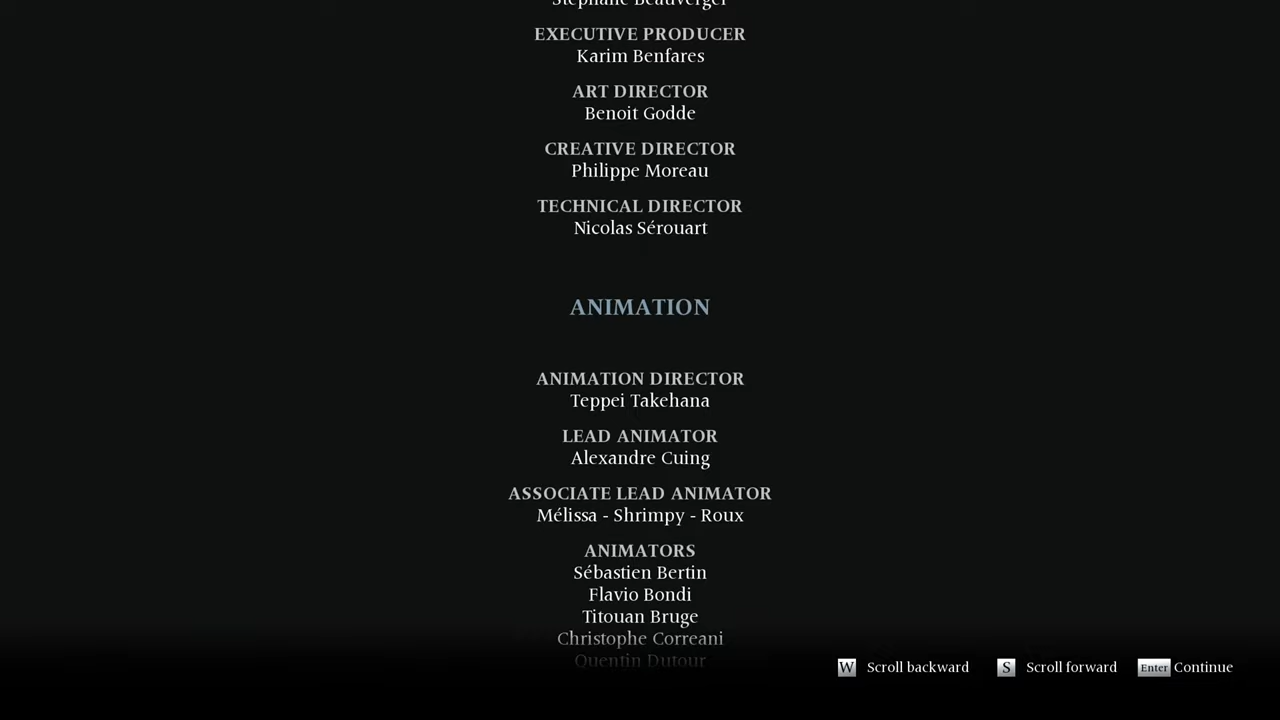 Stéphane Beauverger
EXECUTIVE PRODUCER
Karim Benfares
ART DIRECTOR
Benoit Godde
CREATIVE DIRECTOR
Philippe Moreau
TECHNICAL DIRECTOR
Nicolas Sérouart
ANIMATION
ANIMATION DIRECTOR
Teppei Takehana
LEAD ANIMATOR
Alexandre Cuing
ASSOCIATE LEAD ANIMATOR
Mélissa - Shrimpy - Roux
ANIMATORS
Sébastien Bertin
Flavio Bondi
Titouan Bruge
Christophe Correani
Quentin Dutour
W Scroll backward S Scroll forward Enter Continue